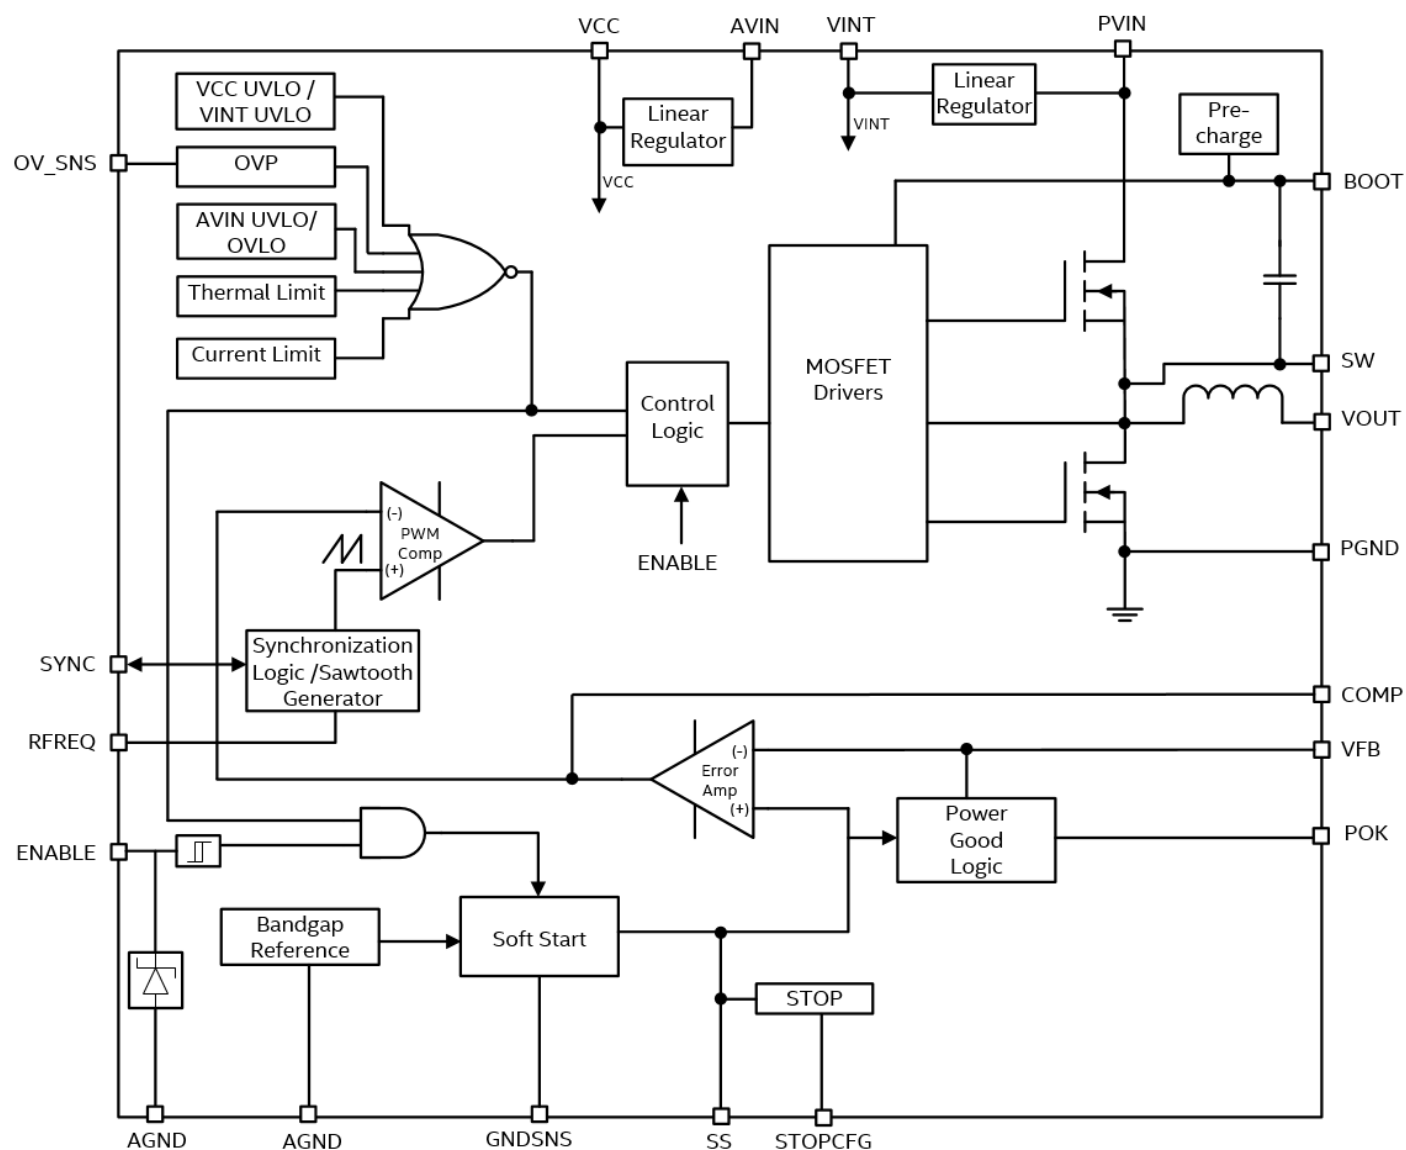 VCC
AVIN
VINT
PVIN
VCC UVLO /
VINT UVLO
Linear
Regulator
Linear
Regulator
Pre-
charge
VINT
OV_SNS
OVP
VCC
BOOT
AVIN UVLO/
OVLO
Thermal Limit
Current Limit
MOSFET
Drivers
SW
Control
Logic
VOUT
(-)
PWM
Comp
(+)
ENABLE
PGND
Synchronization
Logic /Sawtooth
Generator
SYNC
COMP
RFREQ
(-)
Error
Amp
(+)
VFB
Power
Good
Logic
POK
ENABLE
Bandgap
Reference
Soft Start
STOP
AGND
AGND
GNDSNS
SS
STOPCFG